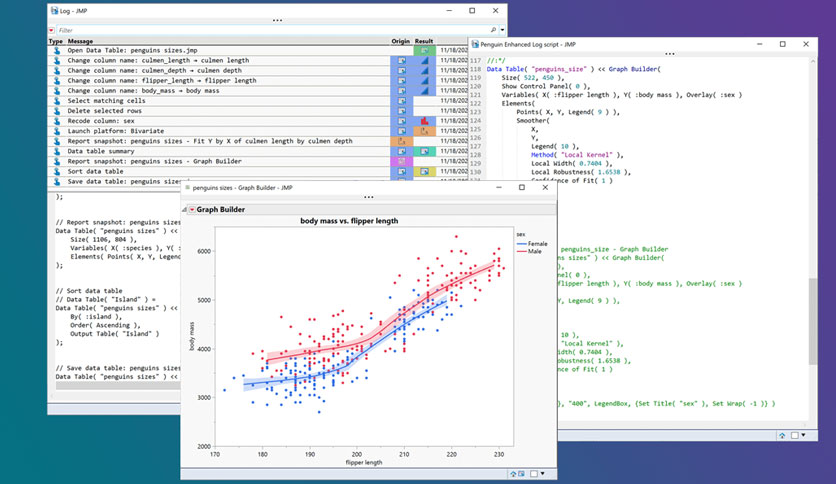 Log - JMP
Filter
Type Message Origin Result
Open Data Table: penguins sizes.jmp 11/18/202
Change column name: culmen_length → culmen length 11/18/202
Change column name: culmen_depth → culmen depth 11/18/202
Change column name: flipper_length → flipper length 11/18/202
Change column name: body_mass → body mass 11/18/202
Select matching cells 11/18/202
Delete selected rows 11/18/202
Recode column: sex 11/18/202
Launch platform: Bivariate 11/18/202
Report snapshot: penguins sizes - Fit Y by X of culmen length by culmen depth 11/18/202
Data table summary 11/18/202
Report snapshot: penguins sizes - Graph Builder 11/18/202
Sort data table 11/18/202
Save data table: penguins sizes 11/18/202
);
// Report snapshot: penguins sizes
Data Table( "penguins sizes" ) <<
Size( 1106, 804 ),
Variables( X( :species ), Y( :
Elements( Points( X, Y, Legend
);
// Sort data table
// Data Table( "Island" ) =
Data Table( "penguins sizes" ) <<
By( :island ),
Order( Ascending ),
Output Table( "Island" )
);
// Save data table: penguins sizes
Data Table( "penguins sizes" )
Penguin Enhanced Log script - JMP
117 //:*/
118 Data Table( "penguins_size" ) << Graph Builder(
119 Size( 522, 450 ),
120 Show Control Panel( 0 ),
121 Variables( X( :flipper length ), Y( :body mass ), Overlay( :sex )
122 Elements(
123 Points( X, Y, Legend( 9 ) ),
124 Smoother(
125 X,
126 Y,
127 Legend( 10 ),
128 Method( "Local Kernel" ),
129 Local Width( 0.7404 ),
130 Local Robustness( 1.6538 ),
131 Confidence of Fit( 1 )
penguins_size - Graph Builder
sizes" ) << Graph Builder(
),
nel( 0 ),
flipper length ), Y( :body mass ), Overlay( :sex )
Y, Legend( 9 ) ),
10 ),
"Local Kernel" ),
idth( 0.7404 ),
obustness( 1.6538 ),
nce of Fit( 1 )
}, "400", LegendBox, {Set Title( "sex" ), Set Wrap( -1 )} )
penguins sizes - Graph Builder - JMP
Graph Builder
body mass vs. flipper length
sex
Female
Male
body mass
6000
5000
4000
3000
2000
170 180 190 200 210 220 230
flipper length